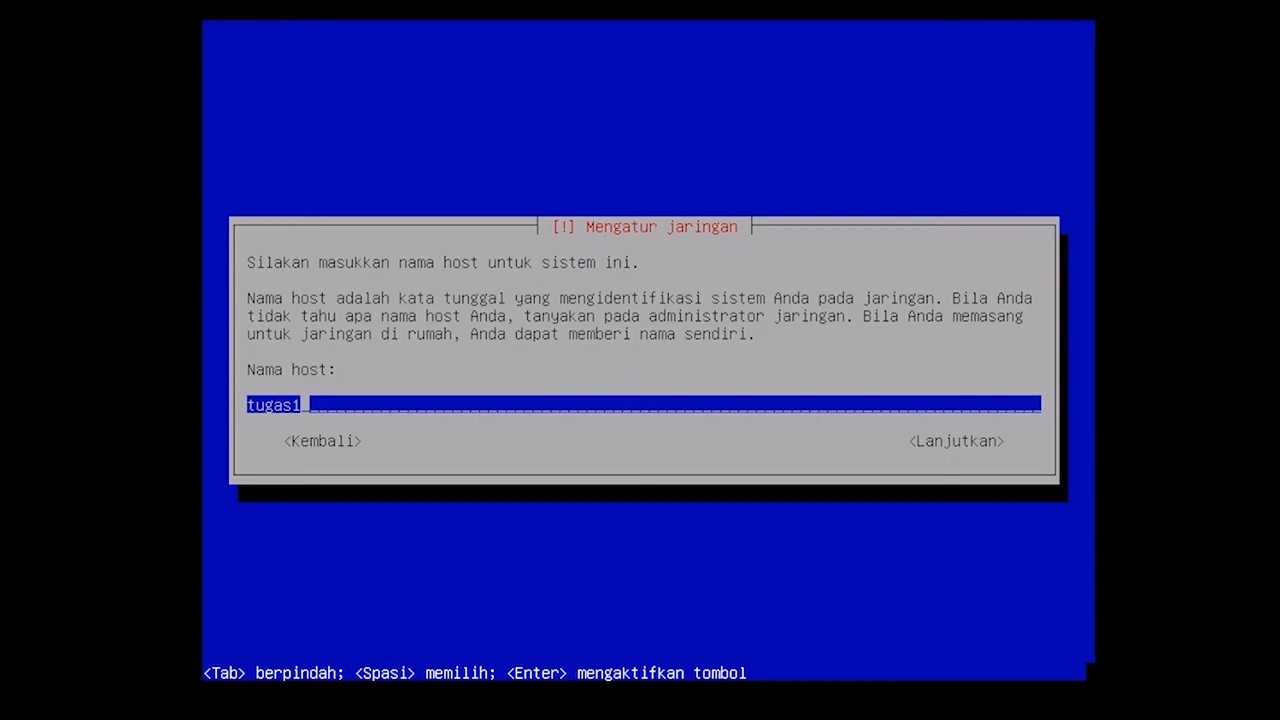 [!] Mengatur jaringan
Silakan masukkan nama host untuk sistem ini.
Nama host adalah kata tunggal yang mengidentifikasi sistem Anda pada jaringan. Bila Anda
tidak tahu apa nama host Anda, tanyakan pada administrator jaringan. Bila Anda memasang
untuk jaringan di rumah, Anda dapat memberi nama sendiri.
Nama host:
tugas1
<Kembali> <Lanjutkan>
<Tab> berpindah; <Spasi> memilih; <Enter> mengaktifkan tombol